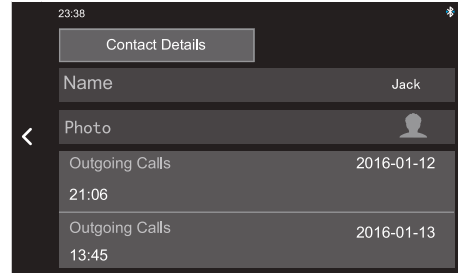 23:38
Contact Details
Name Jack
Photo
Outgoing Calls 2016-01-12
21:06
Outgoing Calls 2016-01-13
13:45